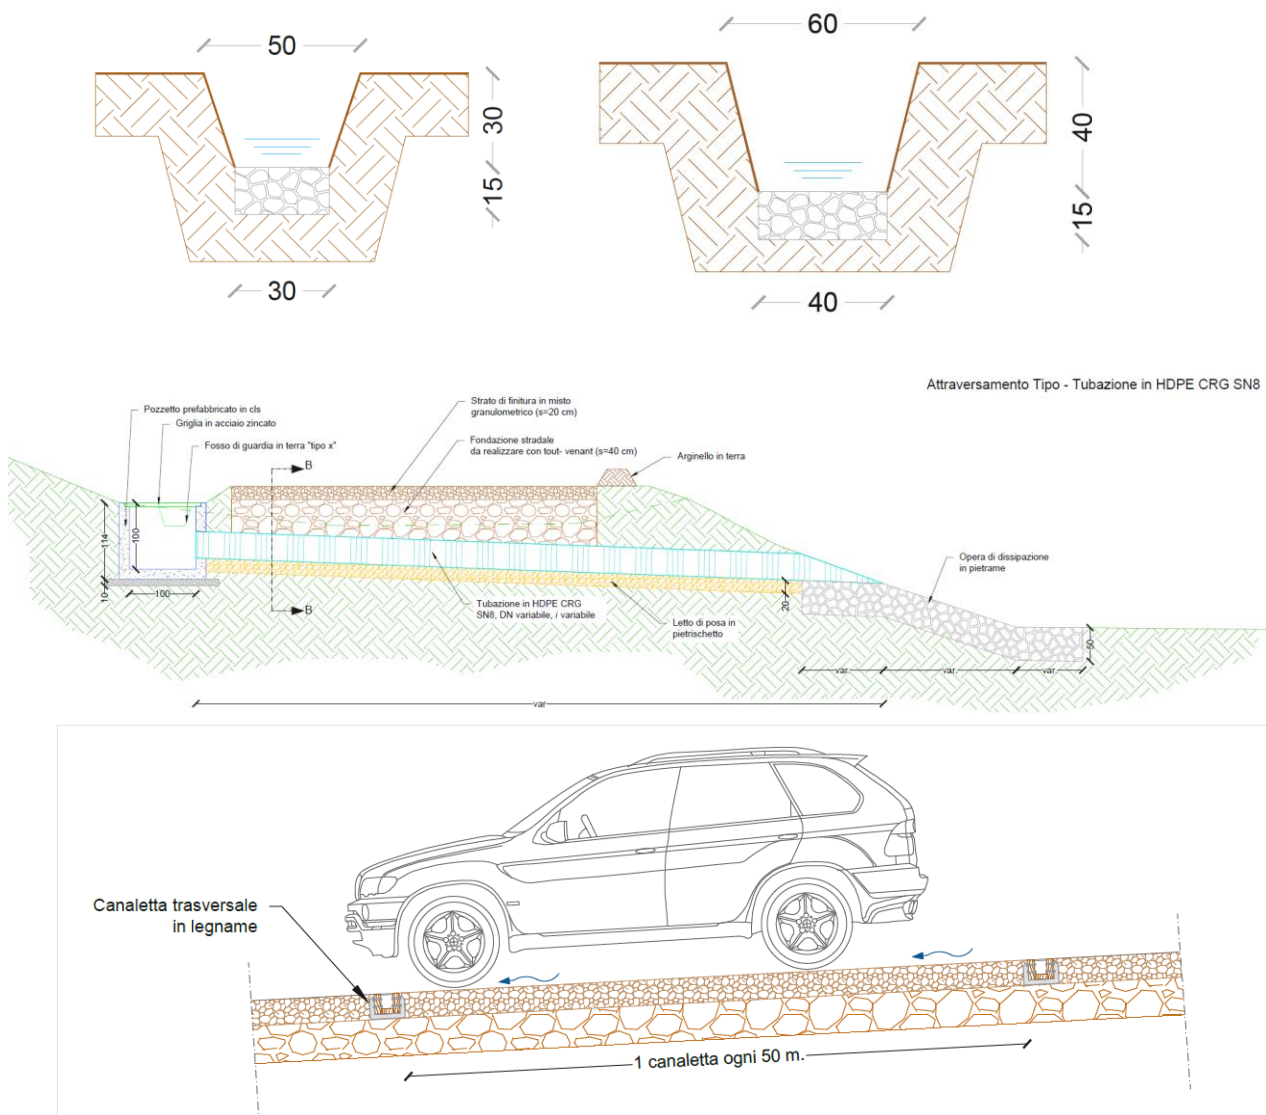 50
30
15
30
60
40
15
40
Attraversamento Tipo - Tubazione in HDPE CRG SN8
Pozzetto prefabbricato in cls
Griglia in acciaio zincato
Fosso di guardia in terra "tipo x"
Strato di finitura in misto
granulometrico (s=20 cm)
Fondazione stradale
da realizzare con tout- venant (s=40 cm)
Arginello in terra
B
114
100
10
100
B
Tubazione in HDPE CRG
SN8, DN variabile, i variabile
Letto di posa in
pietrischetto
20
Opera di dissipazione
in pietrame
50
var.
var.
var.
var
Canaletta trasversale
in legname
1 canaletta ogni 50 m.